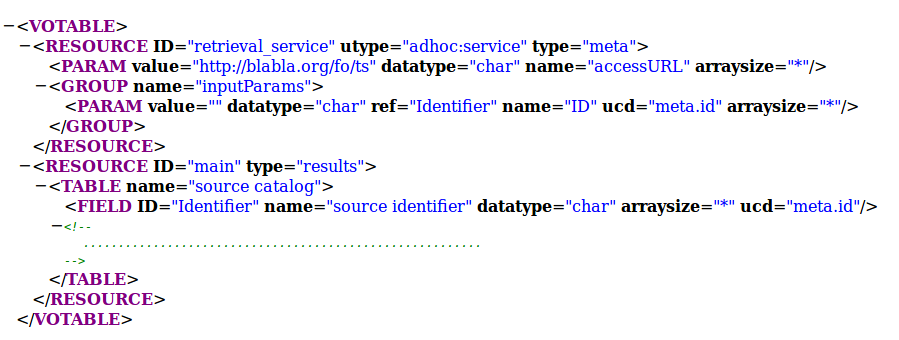 −<VOTABLE>
−<RESOURCE ID="retrieval_service" utype="adhoc:service" type="meta">
<PARAM value="http://blabla.org/fo/ts" datatype="char" name="accessURL" arraysize="*"/>
−<GROUP name="inputParams">
<PARAM value="" datatype="char" ref="Identifier" name="ID" ucd="meta.id" arraysize="*"/>
</GROUP>
</RESOURCE>
−<RESOURCE ID="main" type="results">
−<TABLE name="source catalog">
<FIELD ID="Identifier" name="source identifier" datatype="char" arraysize="*" ucd="meta.id"/>
−<!--
.........................................................
-->
</TABLE>
</RESOURCE>
</VOTABLE>